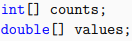 int[] counts;
double[] values;